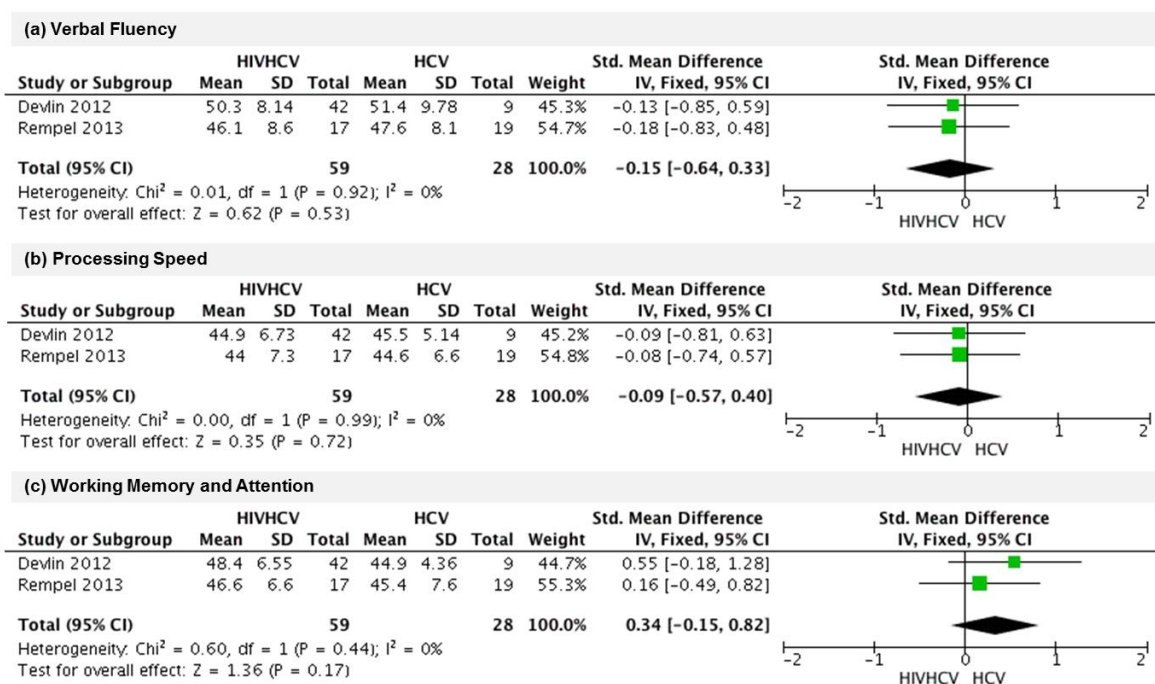 (a) Verbal Fluency
HIVHCV HCV Std. Mean Difference Std. Mean Difference
Study or Subgroup Mean SD Total Mean SD Total Weight IV, Fixed, 95% CI IV, Fixed, 95% CI
Devlin 2012 50.3 8.14 42 51.4 9.78 9 45.3% -0.13 [-0.85, 0.59]
Rempel 2013 46.1 8.6 17 47.6 8.1 19 54.7% -0.18 [-0.83, 0.48]
Total (95% CI) 59 28 100.0% -0.15 [-0.64, 0.33]
Heterogeneity: Chi² = 0.01, df = 1 (P = 0.92); I² = 0%
Test for overall effect: Z = 0.62 (P = 0.53)
-2 -1 0 1 2
HIVHCV HCV
(b) Processing Speed
HIVHCV HCV Std. Mean Difference Std. Mean Difference
Study or Subgroup Mean SD Total Mean SD Total Weight IV, Fixed, 95% CI IV, Fixed, 95% CI
Devlin 2012 44.9 6.73 42 45.5 5.14 9 45.2% -0.09 [-0.81, 0.63]
Rempel 2013 44 7.3 17 44.6 6.6 19 54.8% -0.08 [-0.74, 0.57]
Total (95% CI) 59 28 100.0% -0.09 [-0.57, 0.40]
Heterogeneity: Chi² = 0.00, df = 1 (P = 0.99); I² = 0%
Test for overall effect: Z = 0.35 (P = 0.72)
-2 -1 0 1 2
HIVHCV HCV
(c) Working Memory and Attention
HIVHCV HCV Std. Mean Difference Std. Mean Difference
Study or Subgroup Mean SD Total Mean SD Total Weight IV, Fixed, 95% CI IV, Fixed, 95% CI
Devlin 2012 48.4 6.55 42 44.9 4.36 9 44.7% 0.55 [-0.18, 1.28]
Rempel 2013 46.6 6.6 17 45.4 7.6 19 55.3% 0.16 [-0.49, 0.82]
Total (95% CI) 59 28 100.0% 0.34 [-0.15, 0.82]
Heterogeneity: Chi² = 0.60, df = 1 (P = 0.44); I² = 0%
Test for overall effect: Z = 1.36 (P = 0.17)
-2 -1 0 1 2
HIVHCV HCV